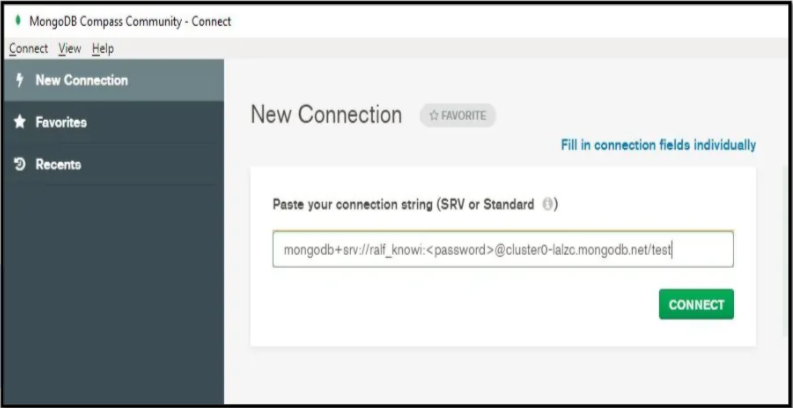 MongoDB Compass Community - Connect
Connect View Help
New Connection
Favorites
Recents
New Connection
FAVORITE
Fill in connection fields individually
Paste your connection string (SRV or Standard )
mongodb+srv://ralf_knowi:<password>@cluster0-lalzc.mongodb.net/test
CONNECT